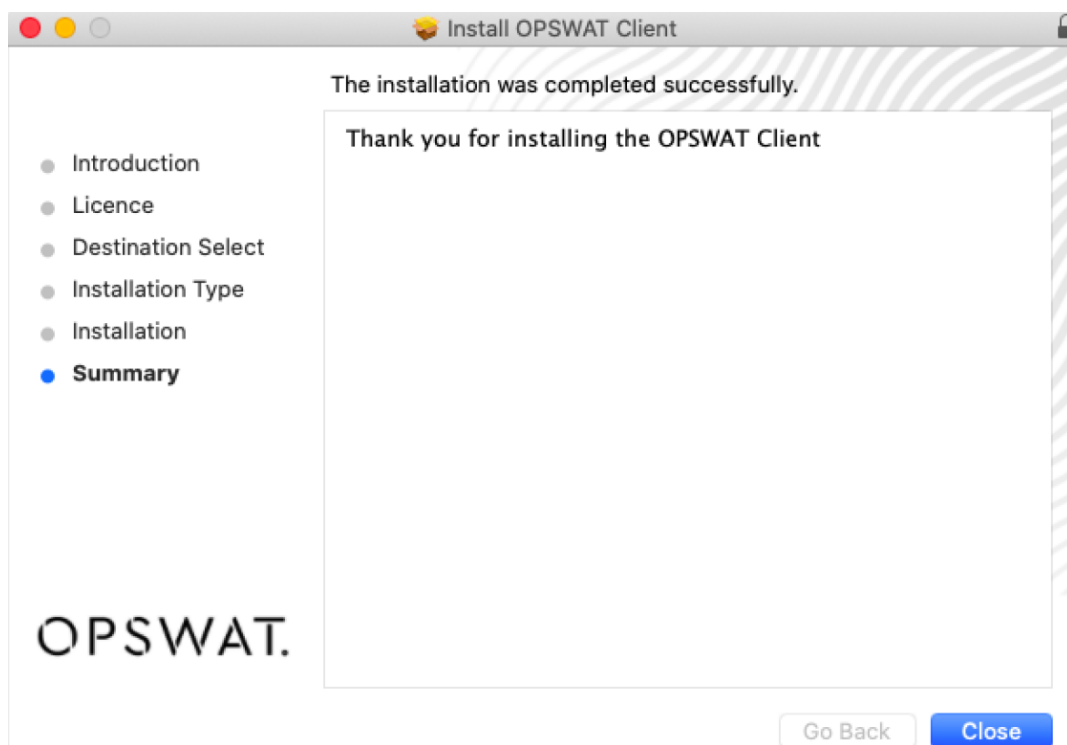 Install OPSWAT Client
The installation was completed successfully.
Thank you for installing the OPSWAT Client
Introduction
Licence
Destination Select
Installation Type
Installation
Summary
OPSWAT.
Go Back
Close